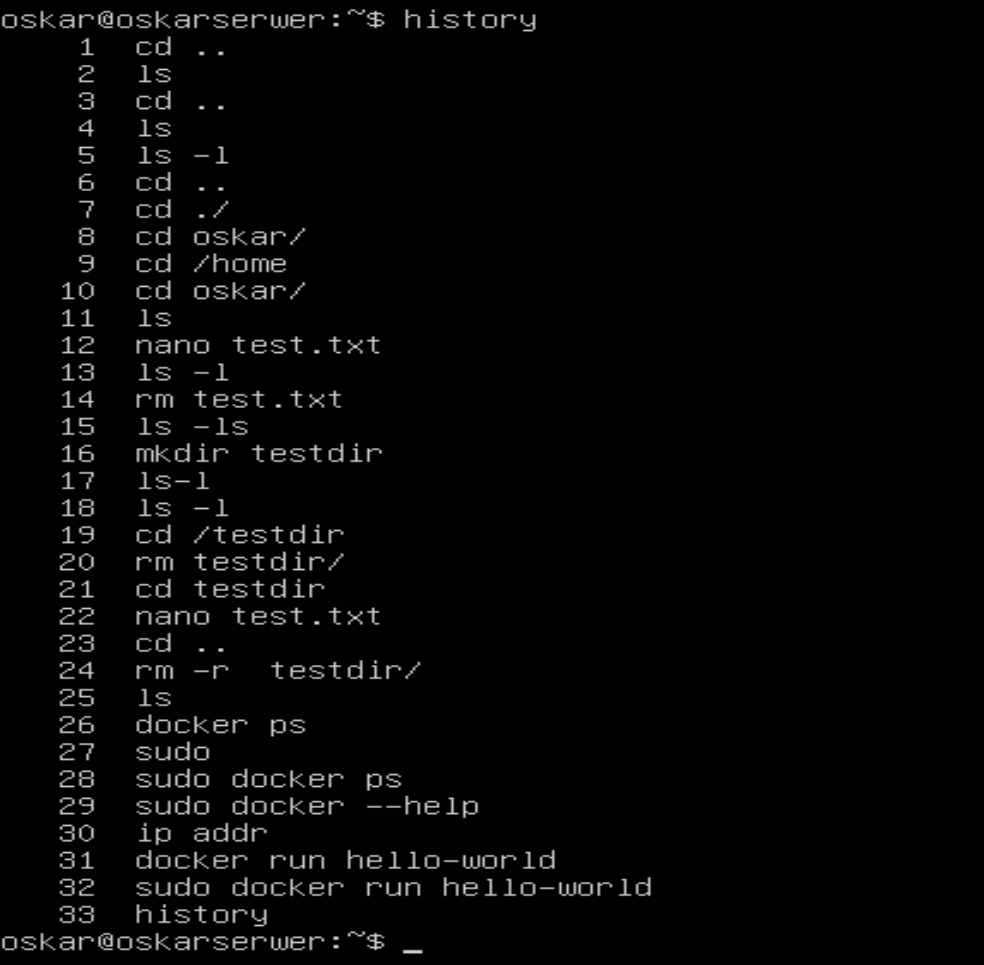 oskar@oskarserwer:~$ history
    1  cd ..
    2  ls
    3  cd ..
    4  ls
    5  ls -l
    6  cd ..
    7  cd ./
    8  cd oskar/
    9  cd /home
   10  cd oskar/
   11  ls
   12  nano test.txt
   13  ls -l
   14  rm test.txt
   15  ls -ls
   16  mkdir testdir
   17  ls-l
   18  ls -l
   19  cd /testdir
   20  rm testdir/
   21  cd testdir
   22  nano test.txt
   23  cd ..
   24  rm -r  testdir/
   25  ls
   26  docker ps
   27  sudo
   28  sudo docker ps
   29  sudo docker --help
   30  ip addr
   31  docker run hello-world
   32  sudo docker run hello-world
   33  history
oskar@oskarserwer:~$ _